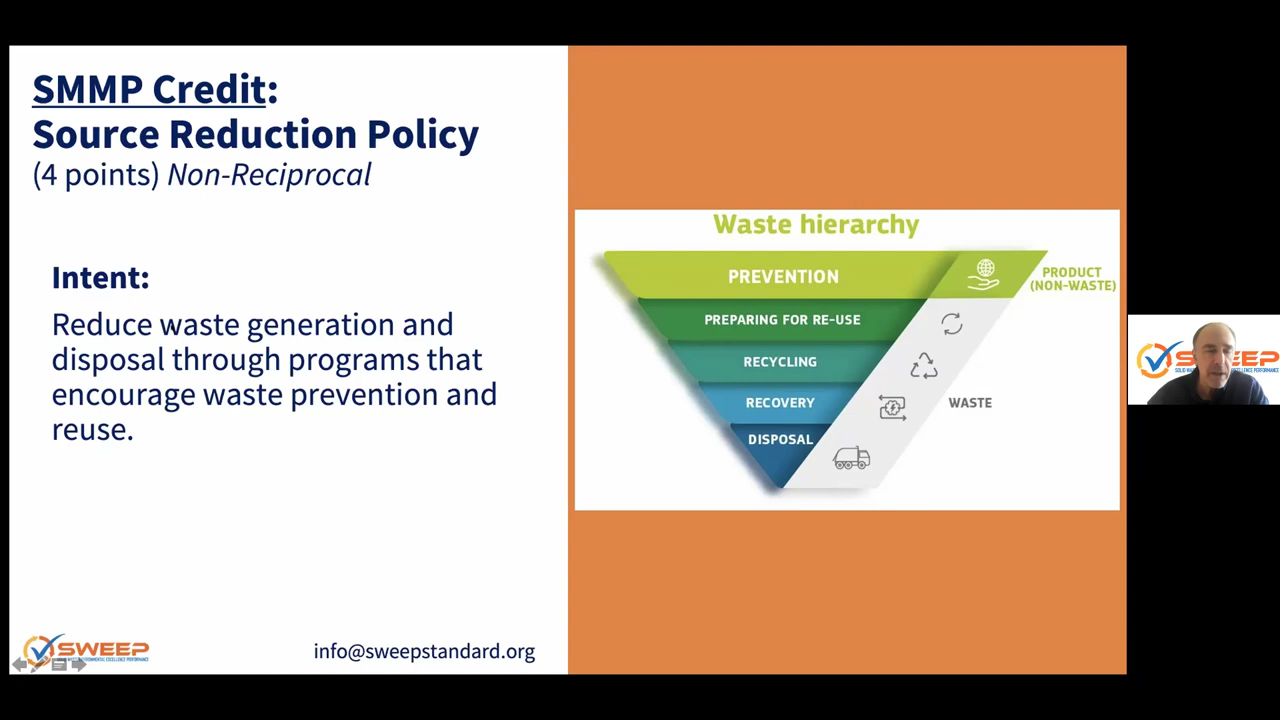 SMMP Credit:
Source Reduction Policy
(4 points) Non-Reciprocal
Intent:
Reduce waste generation and
disposal through programs that
encourage waste prevention and
reuse.
SWEEP
info@sweepstandard.org
Waste hierarchy
PREVENTION
PREPARING FOR RE-USE
RECYCLING
RECOVERY
DISPOSAL
PRODUCT
(NON-WASTE)
WASTE
SWEEP